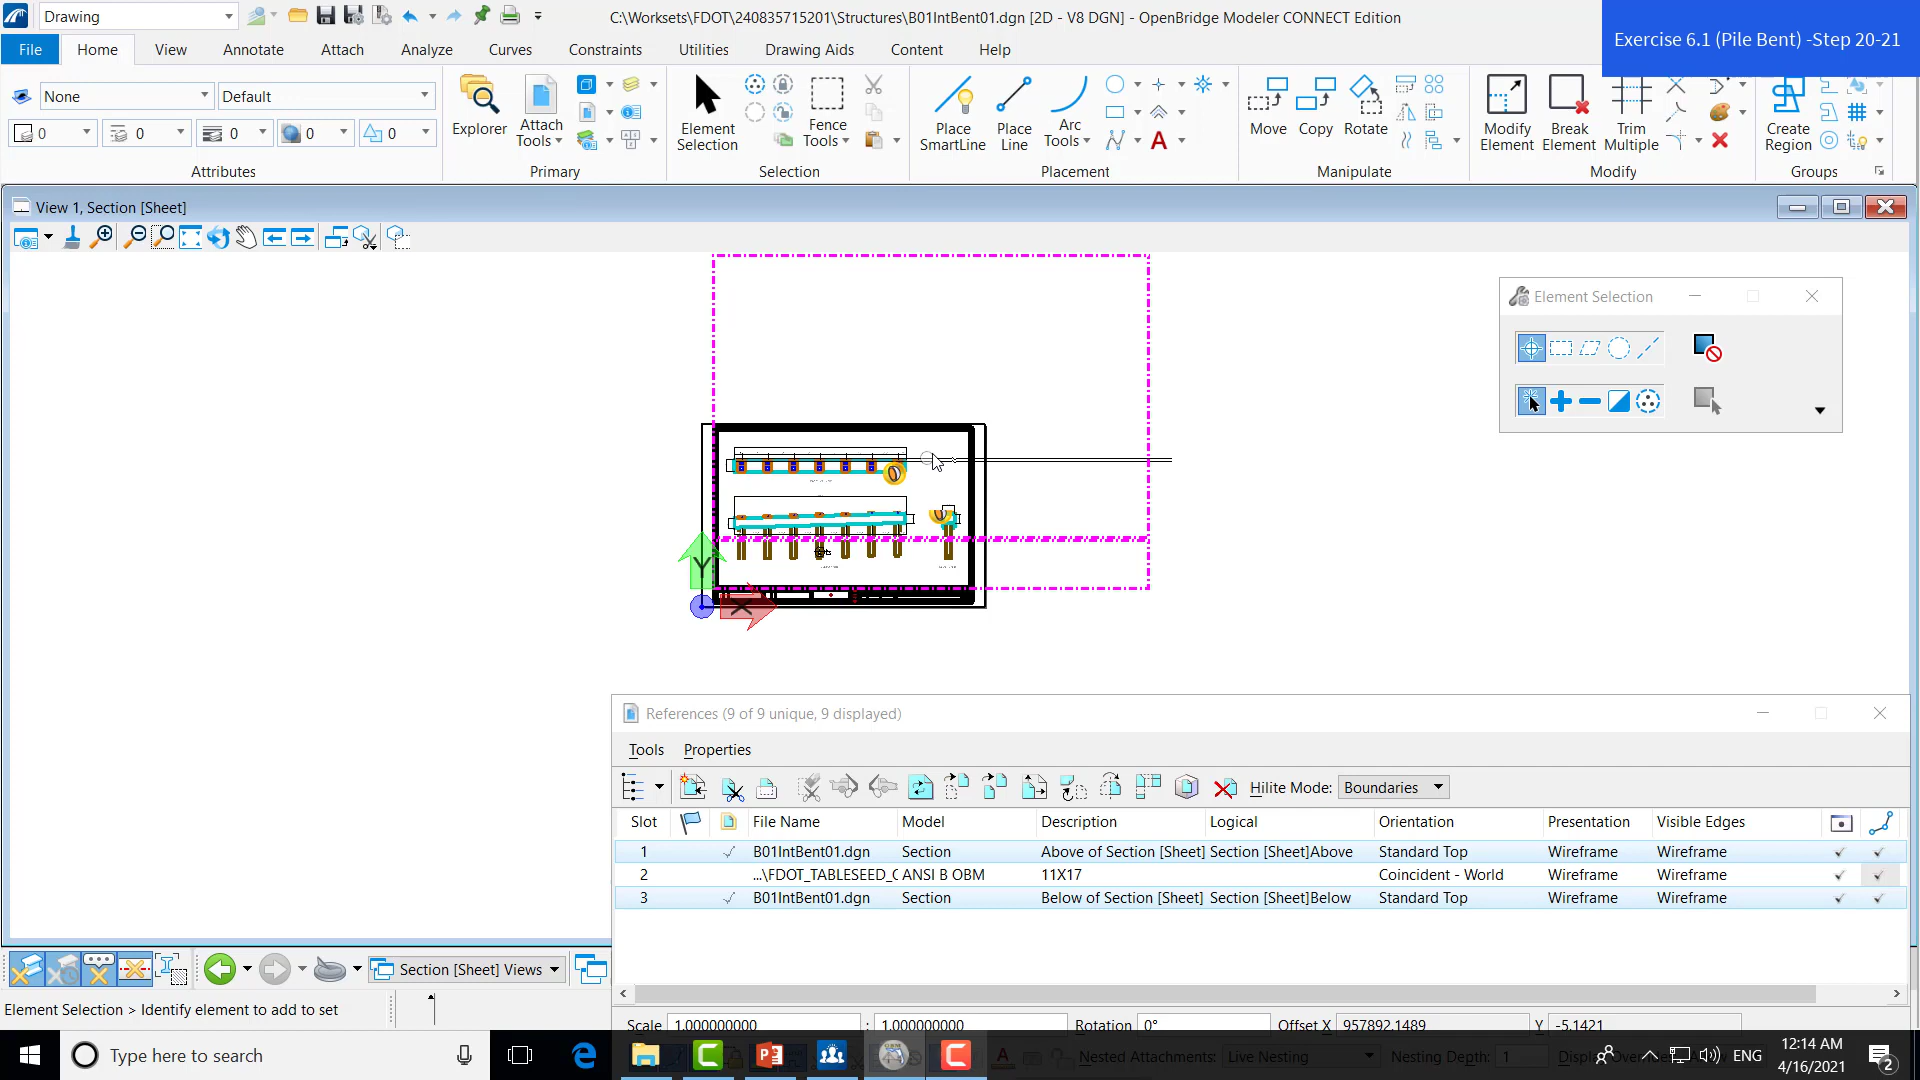 Drawing
C:\Worksets\FDOT\240835715201\Structures\B01IntBent01.dgn [2D - V8 DGN] - OpenBridge Modeler CONNECT Edition
Exercise 6.1 (Pile Bent) -Step 20-21
File Home View Annotate Attach Analyze Curves Constraints Utilities Drawing Aids Content Help
None Default
0 0 0 0 0
Explorer Attach Tools Element Selection Fence Tools Place SmartLine Place Line Arc Tools Move Copy Rotate Modify Element Break Element Trim Multiple Create Region
Attributes Primary Selection Placement Manipulate Modify Groups
View 1, Section [Sheet]
Element Selection
Y
X
References (9 of 9 unique, 9 displayed)
Tools Properties
Hilite Mode: Boundaries
Slot File Name Model Description Logical Orientation Presentation Visible Edges
1 B01IntBent01.dgn Section Above of Section [Sheet] Section [Sheet]Above Standard Top Wireframe Wireframe
2 ...\FDOT_TABLESEED_C ANSI B OBM 11X17 Coincident - World Wireframe Wireframe
3 B01IntBent01.dgn Section Below of Section [Sheet] Section [Sheet]Below Standard Top Wireframe Wireframe
Section [Sheet] Views
Element Selection > Identify element to add to set
Scale 1.000000000 : 1.000000000 Rotation 0° Offset X 957892.1489 Y -5.1421
Nested Attachments: Live Nesting Nesting Depth: 1
Type here to search
ENG
12:14 AM
4/16/2021
2